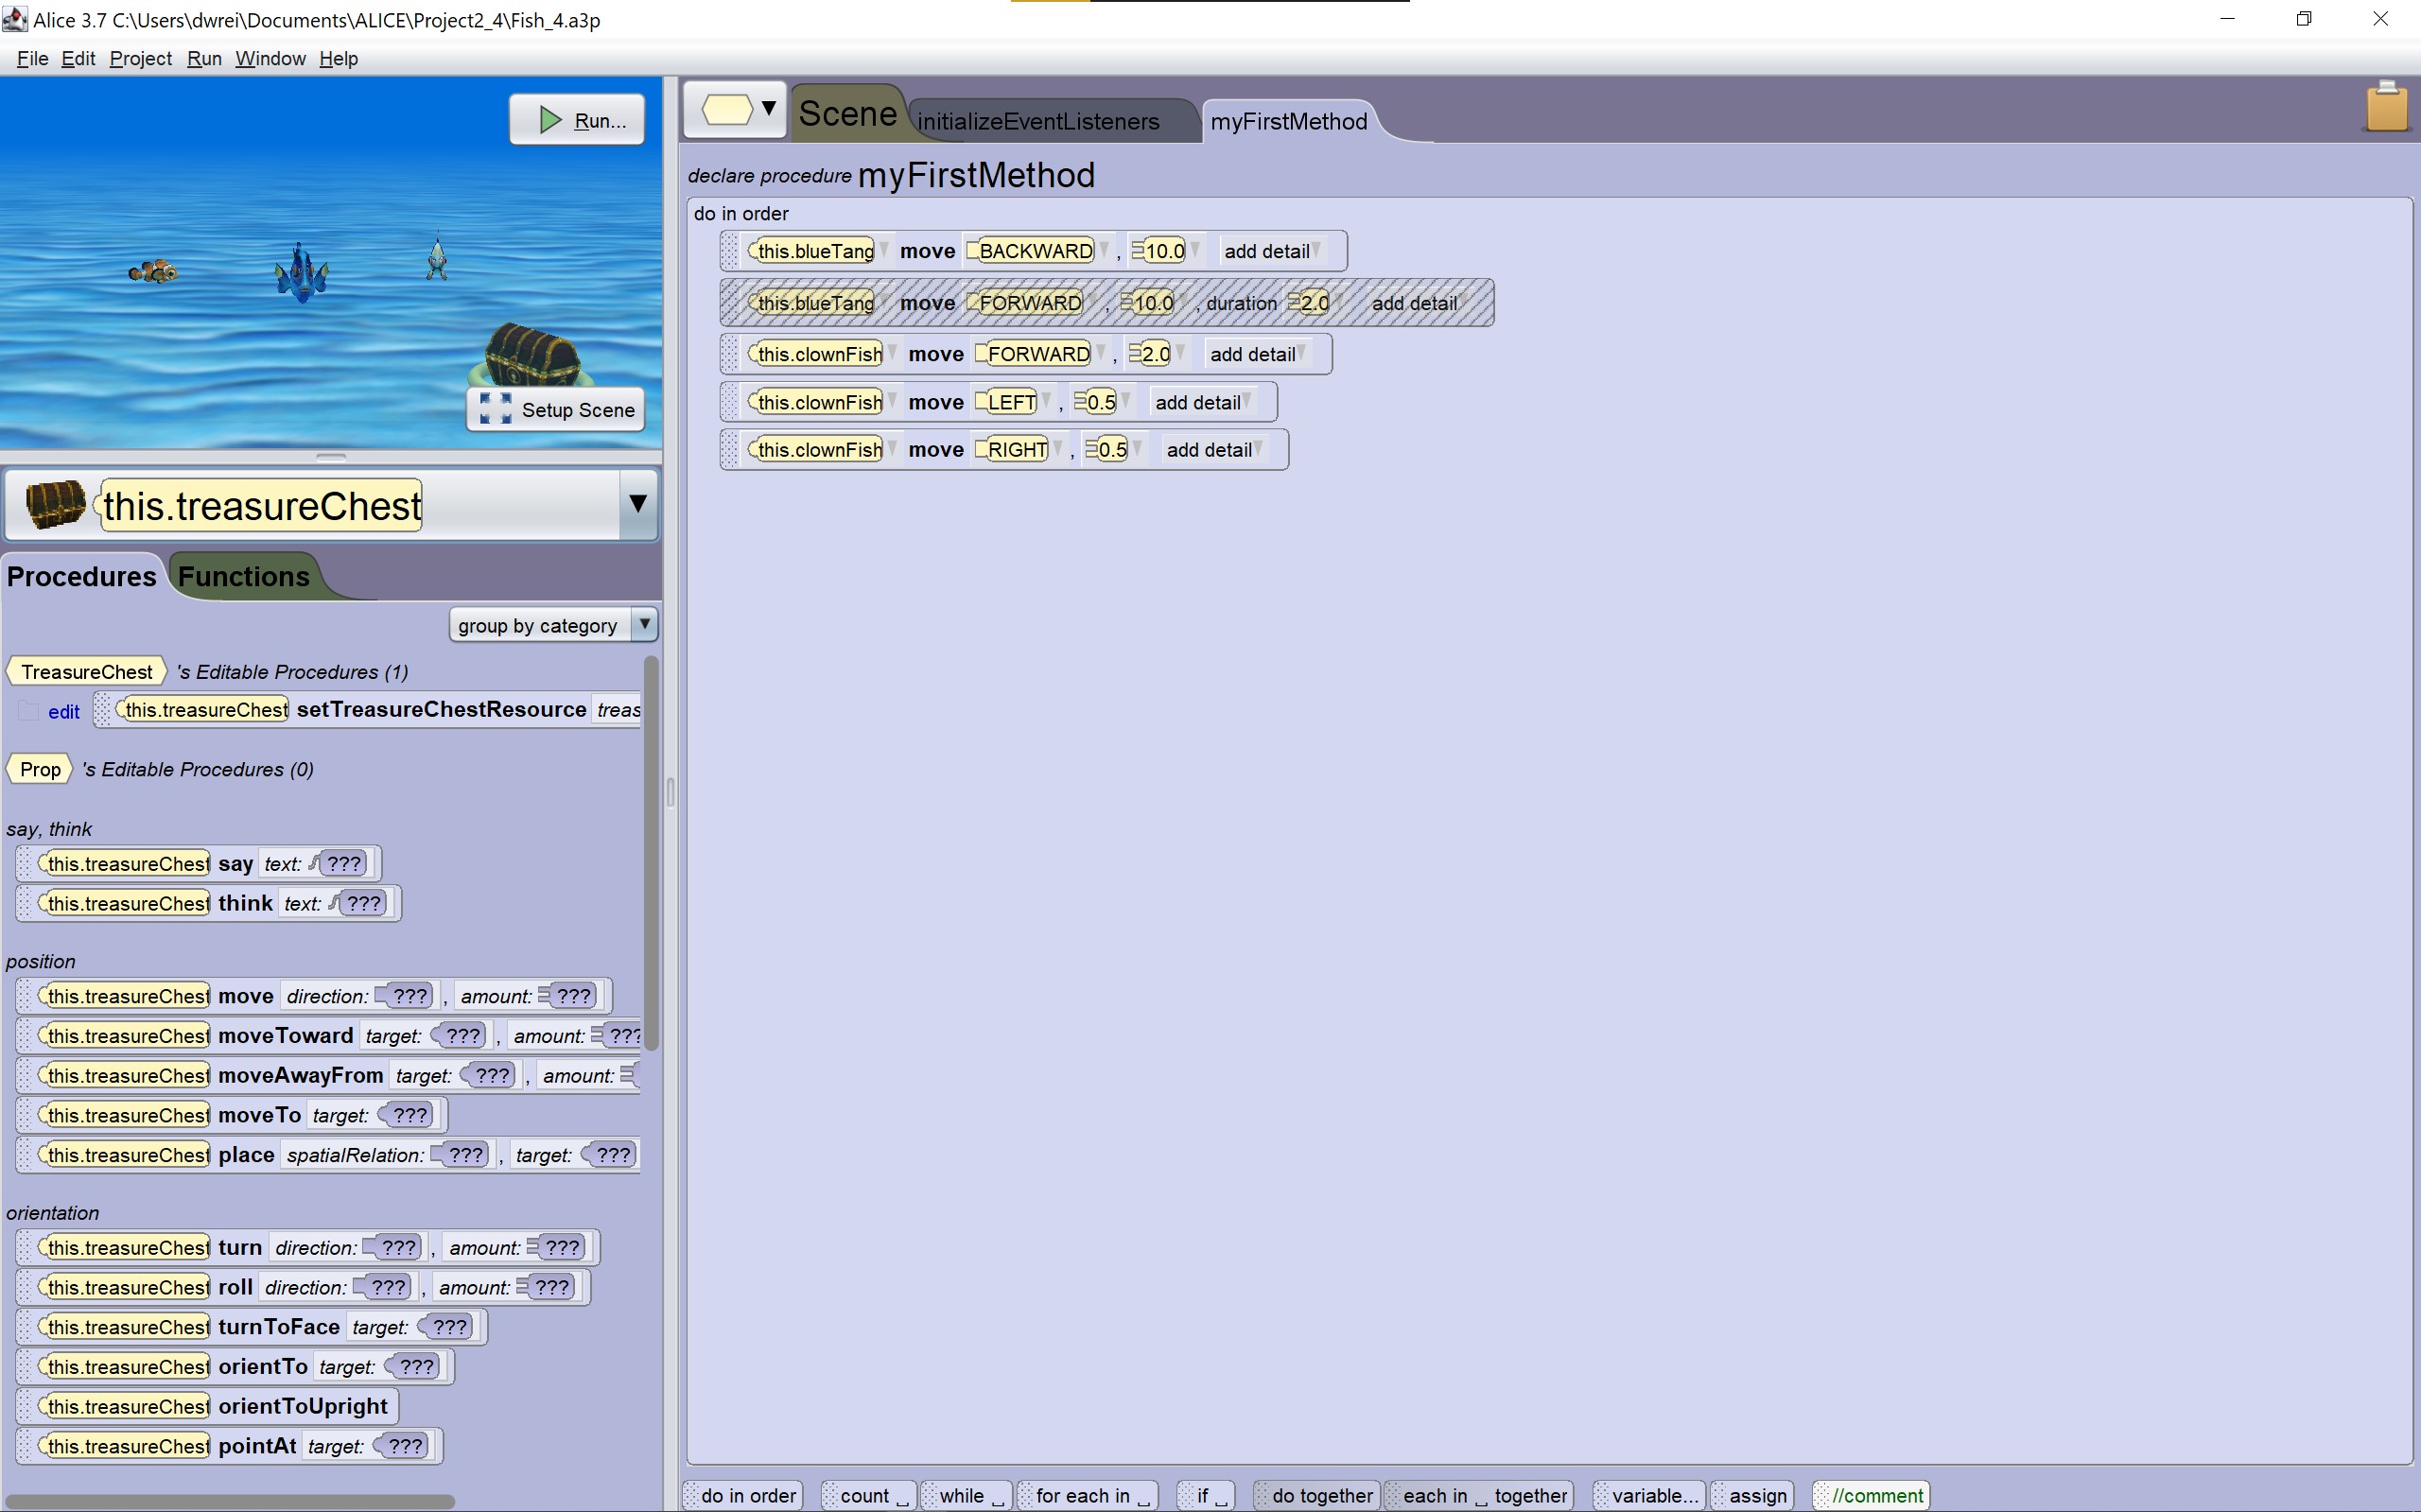 Alice 3.7 C:\Users\dwrei\Documents\ALICE\Project2_4\Fish_4.a3p
File Edit Project Run Window Help
Run...
Setup Scene
this.treasureChest
Procedures Functions
group by category
TreasureChest 's Editable Procedures (1)
edit this.treasureChest setTreasureChestResource treas
Prop 's Editable Procedures (0)
say, think
this.treasureChest say text: ???
this.treasureChest think text: ???
position
this.treasureChest move direction: ??? , amount: ???
this.treasureChest moveToward target: ??? , amount: ???
this.treasureChest moveAwayFrom target: ??? , amount:
this.treasureChest moveTo target: ???
this.treasureChest place spatialRelation: ??? , target: ???
orientation
this.treasureChest turn direction: ??? , amount: ???
this.treasureChest roll direction: ??? , amount: ???
this.treasureChest turnToFace target: ???
this.treasureChest orientTo target: ???
this.treasureChest orientToUpright
this.treasureChest pointAt target: ???
Scene initializeEventListeners myFirstMethod
declare procedure myFirstMethod
do in order
this.blueTang move BACKWARD , 10.0 add detail
this.blueTang move FORWARD , 10.0 , duration 2.0 add detail
this.clownFish move FORWARD , 2.0 add detail
this.clownFish move LEFT , 0.5 add detail
this.clownFish move RIGHT , 0.5 add detail
do in order count ⎵ while ⎵ for each in ⎵ if ⎵ do together each in ⎵ together variable... assign //comment